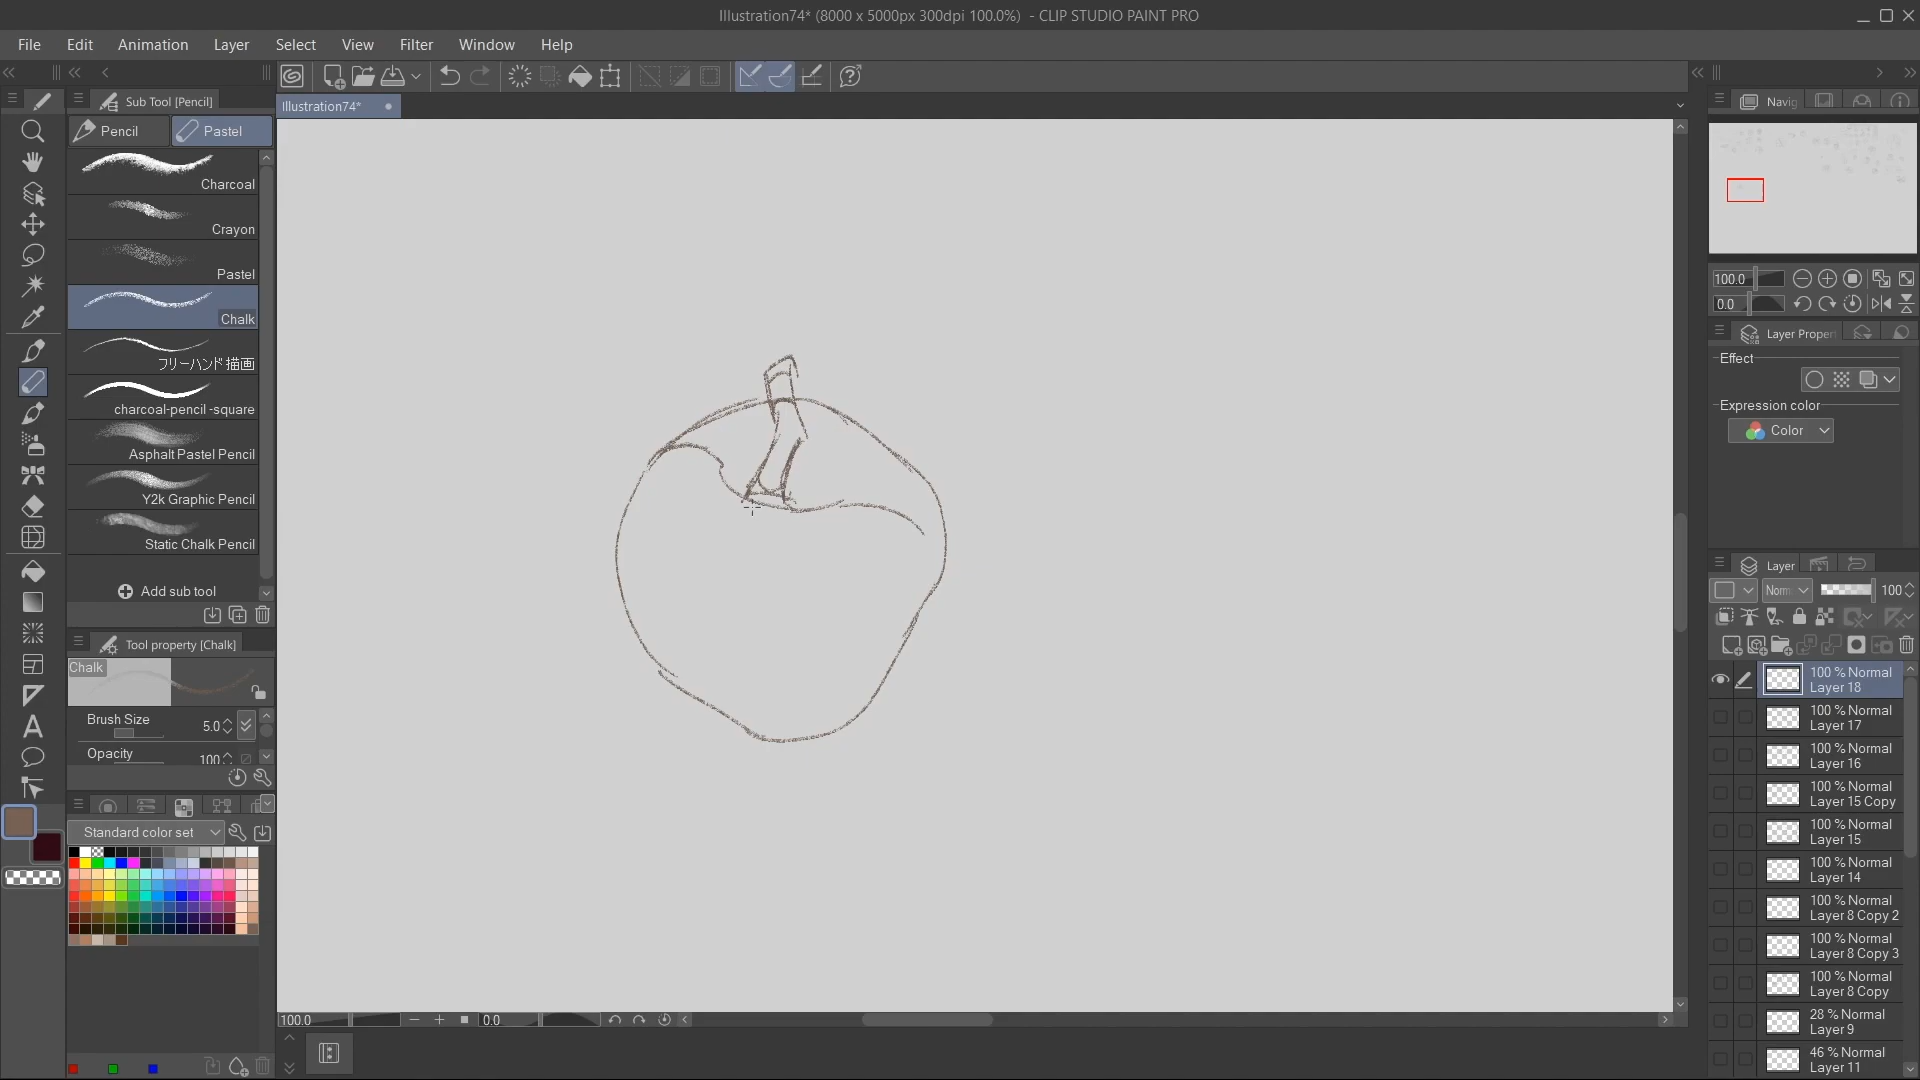 Illustration74* (8000 x 5000px 300dpi 100.0%) - CLIP STUDIO PAINT PRO
File Edit Animation Layer Select View Filter Window Help
Sub Tool [Pencil]
Illustration74*
Navig
Pencil Pastel
Charcoal
Crayon
Pastel
Chalk
フリーハンド描画
charcoal-pencil -square
Asphalt Pastel Pencil
Y2k Graphic Pencil
Static Chalk Pencil
Add sub tool
Tool property [Chalk]
Chalk
Brush Size 5.0
Opacity 100
Standard color set
100.0 0.0
100.0
0.0
Layer Proper
Effect
Expression color
Color
Layer
Norm 100
100 % Normal
Layer 18
100 % Normal
Layer 17
100 % Normal
Layer 16
100 % Normal
Layer 15 Copy
100 % Normal
Layer 15
100 % Normal
Layer 14
100 % Normal
Layer 8 Copy 2
100 % Normal
Layer 8 Copy 3
100 % Normal
Layer 8 Copy
28 % Normal
Layer 9
46 % Normal
Layer 11